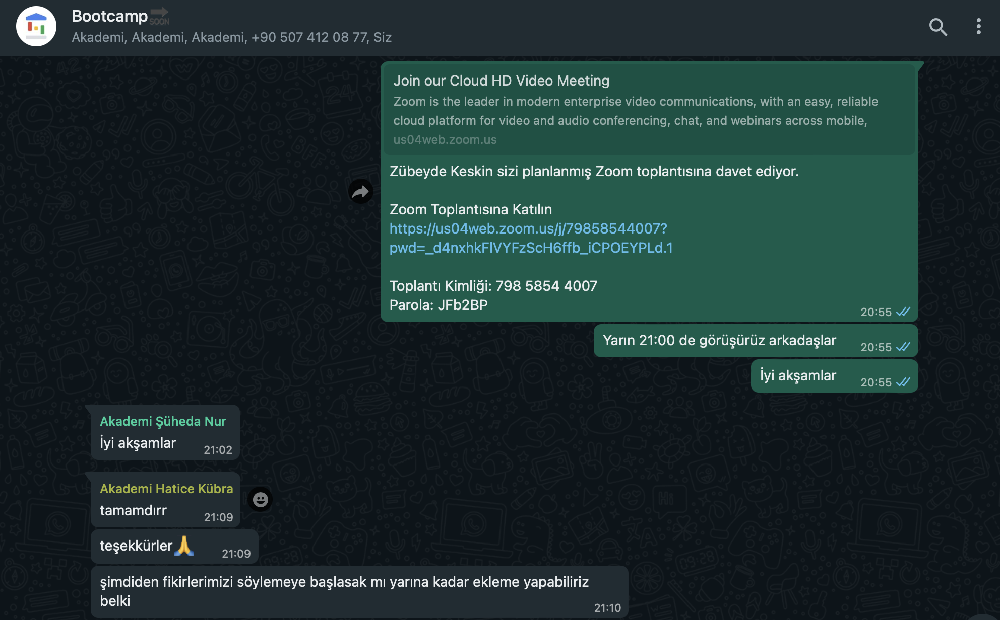 Bootcamp
SOON
Akademi, Akademi, Akademi, +90 507 412 08 77, Siz
Join our Cloud HD Video Meeting
Zoom is the leader in modern enterprise video communications, with an easy, reliable
cloud platform for video and audio conferencing, chat, and webinars across mobile,
us04web.zoom.us
Zübeyde Keskin sizi planlanmış Zoom toplantısına davet ediyor.
Zoom Toplantısına Katılın
https://us04web.zoom.us/j/79858544007?
pwd=_d4nxhkFlVYFzScH6ffb_iCPOEYPLd.1
Toplantı Kimliği: 798 5854 4007
Parola: JFb2BP
20:55
Yarın 21:00 de görüşürüz arkadaşlar
20:55
İyi akşamlar
20:55
Akademi Şüheda Nur
İyi akşamlar
21:02
Akademi Hatice Kübra
tamamdırr
21:09
teşekkürler🙏
21:09
şimdiden fikirlerimizi söylemeye başlasak mı yarına kadar ekleme yapabiliriz
belki
21:10